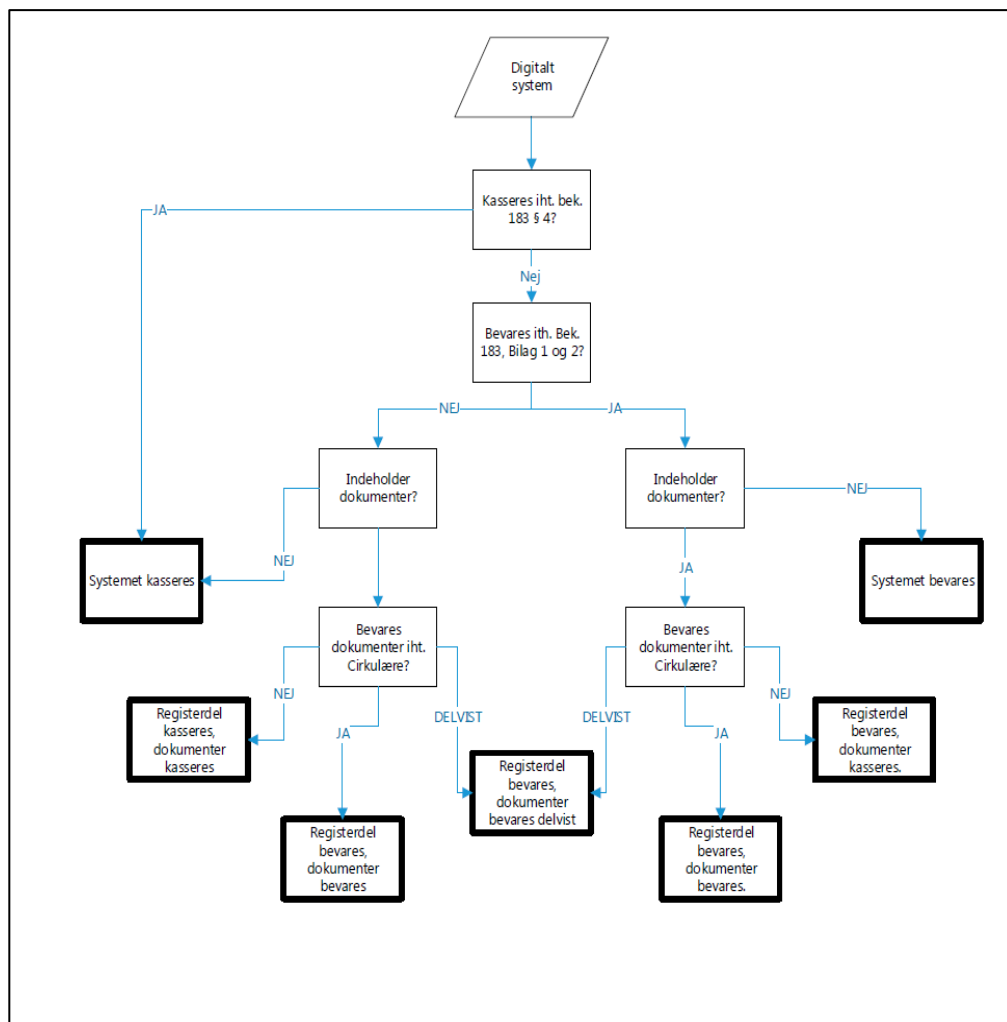 Digitalt
system
Kasseres iht. bek.
183 § 4?
JA
Nej
Bevares ith. Bek.
183, Bilag 1 og 2?
NEJ
JA
Indeholder
dokumenter?
Indeholder
dokumenter?
NEJ
NEJ
JA
Systemet kasseres
Systemet bevares
Bevares
dokumenter iht.
Cirkulære?
Bevares
dokumenter iht.
Cirkulære?
NEJ
JA
DELVIST
DELVIST
JA
NEJ
Registerdel
kasseres,
dokumenter
kasseres
Registerdel
bevares,
dokumenter
bevares delvist
Registerdel
bevares,
dokumenter
kasseres.
Registerdel
bevares,
dokumenter
bevares
Registerdel
bevares,
dokumenter
bevares.